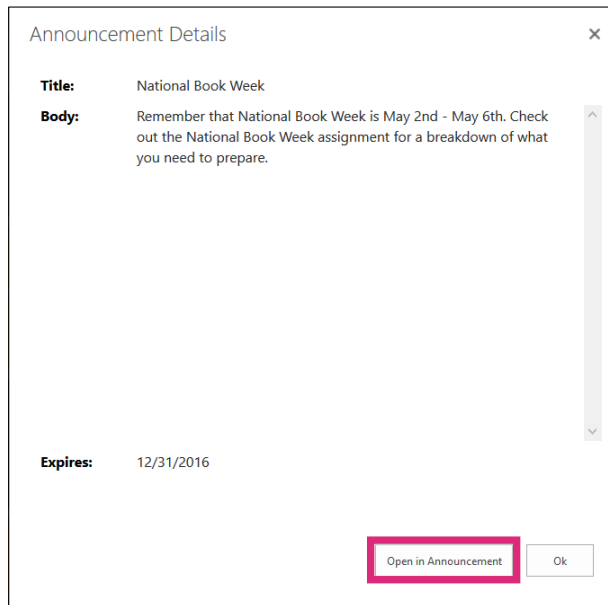 Announcement Details
Title: National Book Week
Body: Remember that National Book Week is May 2nd - May 6th. Check
out the National Book Week assignment for a breakdown of what
you need to prepare.
Expires: 12/31/2016
Open in Announcement Ok